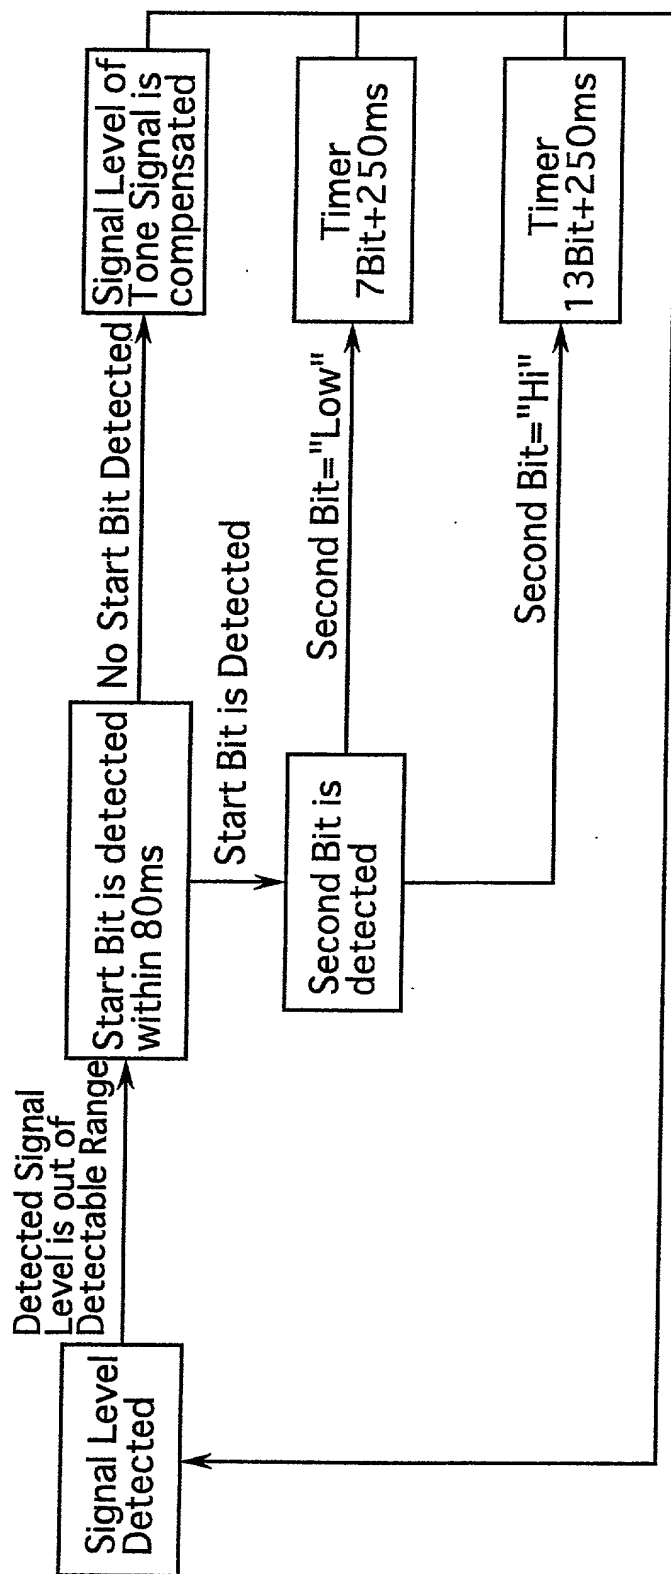 Signal Level
Detected
Detected Signal
Level is out of
Detectable Range
Start Bit is detected
within 80ms
No Start Bit Detected
Signal Level of
Tone Signal is
compensated
Start Bit is Detected
Second Bit is
detected
Second Bit="Low"
Timer
7Bit+250ms
Second Bit="Hi"
Timer
13Bit+250ms